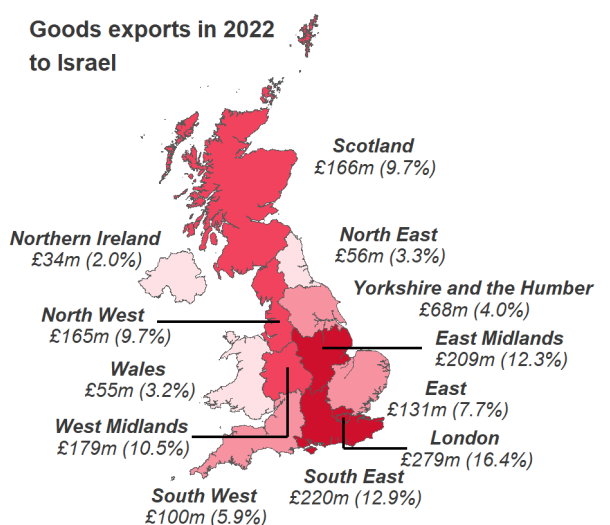 Goods exports in 2022
to Israel
Scotland
£166m (9.7%)
Northern Ireland
£34m (2.0%)
North East
£56m (3.3%)
Yorkshire and the Humber
£68m (4.0%)
North West
£165m (9.7%)
East Midlands
£209m (12.3%)
Wales
£55m (3.2%)
East
£131m (7.7%)
West Midlands
£179m (10.5%)
London
£279m (16.4%)
South East
£220m (12.9%)
South West
£100m (5.9%)